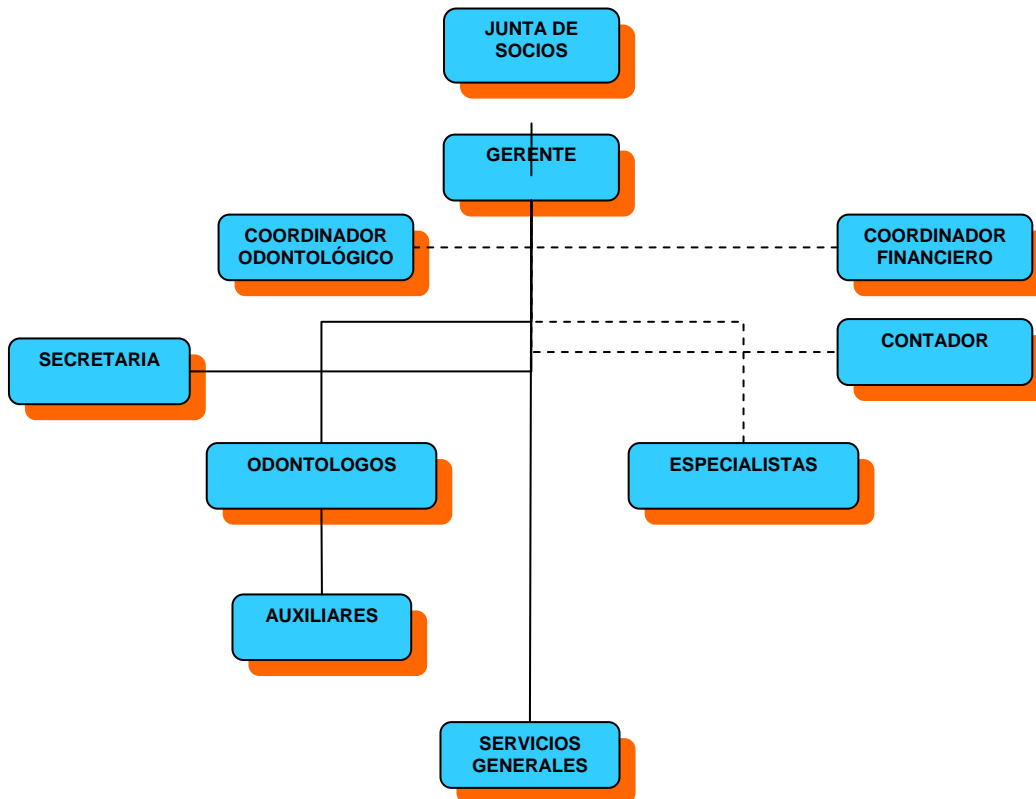 JUNTA DE
SOCIOS
GERENTE
COORDINADOR
ODONTOLÓGICO
COORDINADOR
FINANCIERO
SECRETARIA
CONTADOR
ODONTOLOGOS
ESPECIALISTAS
AUXILIARES
SERVICIOS
GENERALES